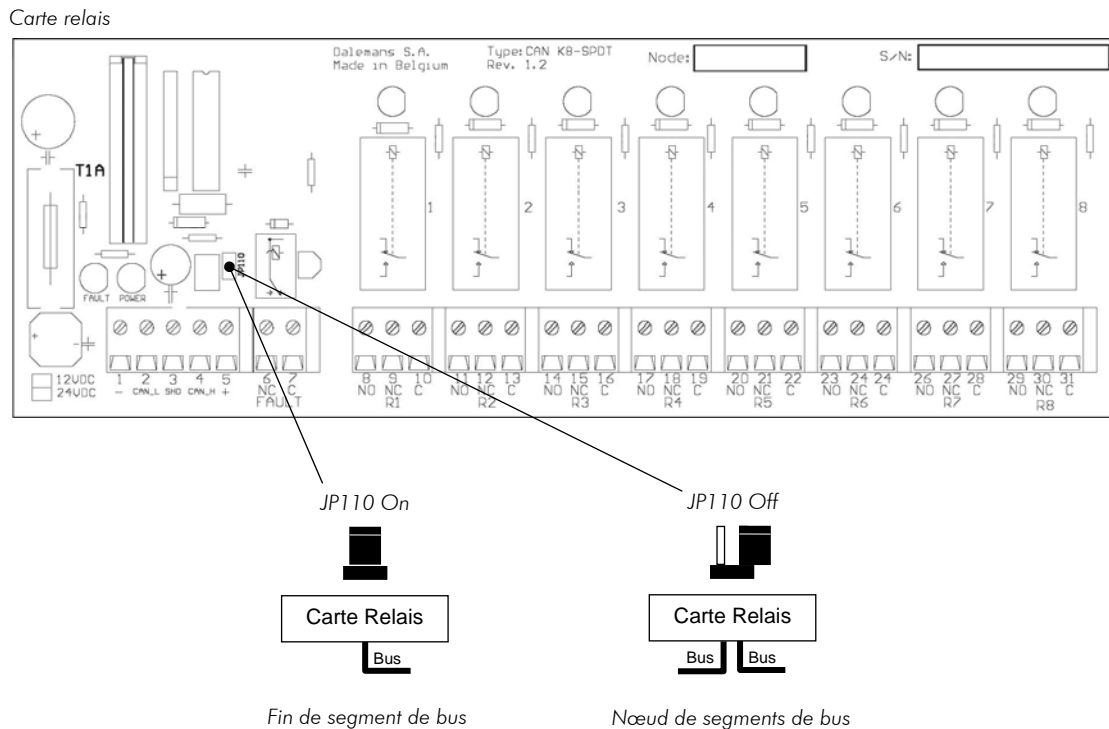 Carte relais
Dalemans S.A. Type:CAN K8-SPDT Node: S/N:
Made in Belgium Rev. 1.2
T1A
1 2 3 4 5 6 7 8
JP110
FAULT POWER
12VDC
24VDC
1 2 3 4 5 6 7 8 9 10 11 12 13 14 15 16 17 18 19 20 21 22 23 24 24 26 27 28 29 30 31
- CAN_L SHD CAN_H + NC C NO NC C NO NC C NO NC C NO NC C NO NC C NO NC C NO NC C NO NC C
FAULT R1 R2 R3 R4 R5 R6 R7 R8
JP110 On JP110 Off
Carte Relais Carte Relais
Bus Bus Bus
Fin de segment de bus Nœud de segments de bus